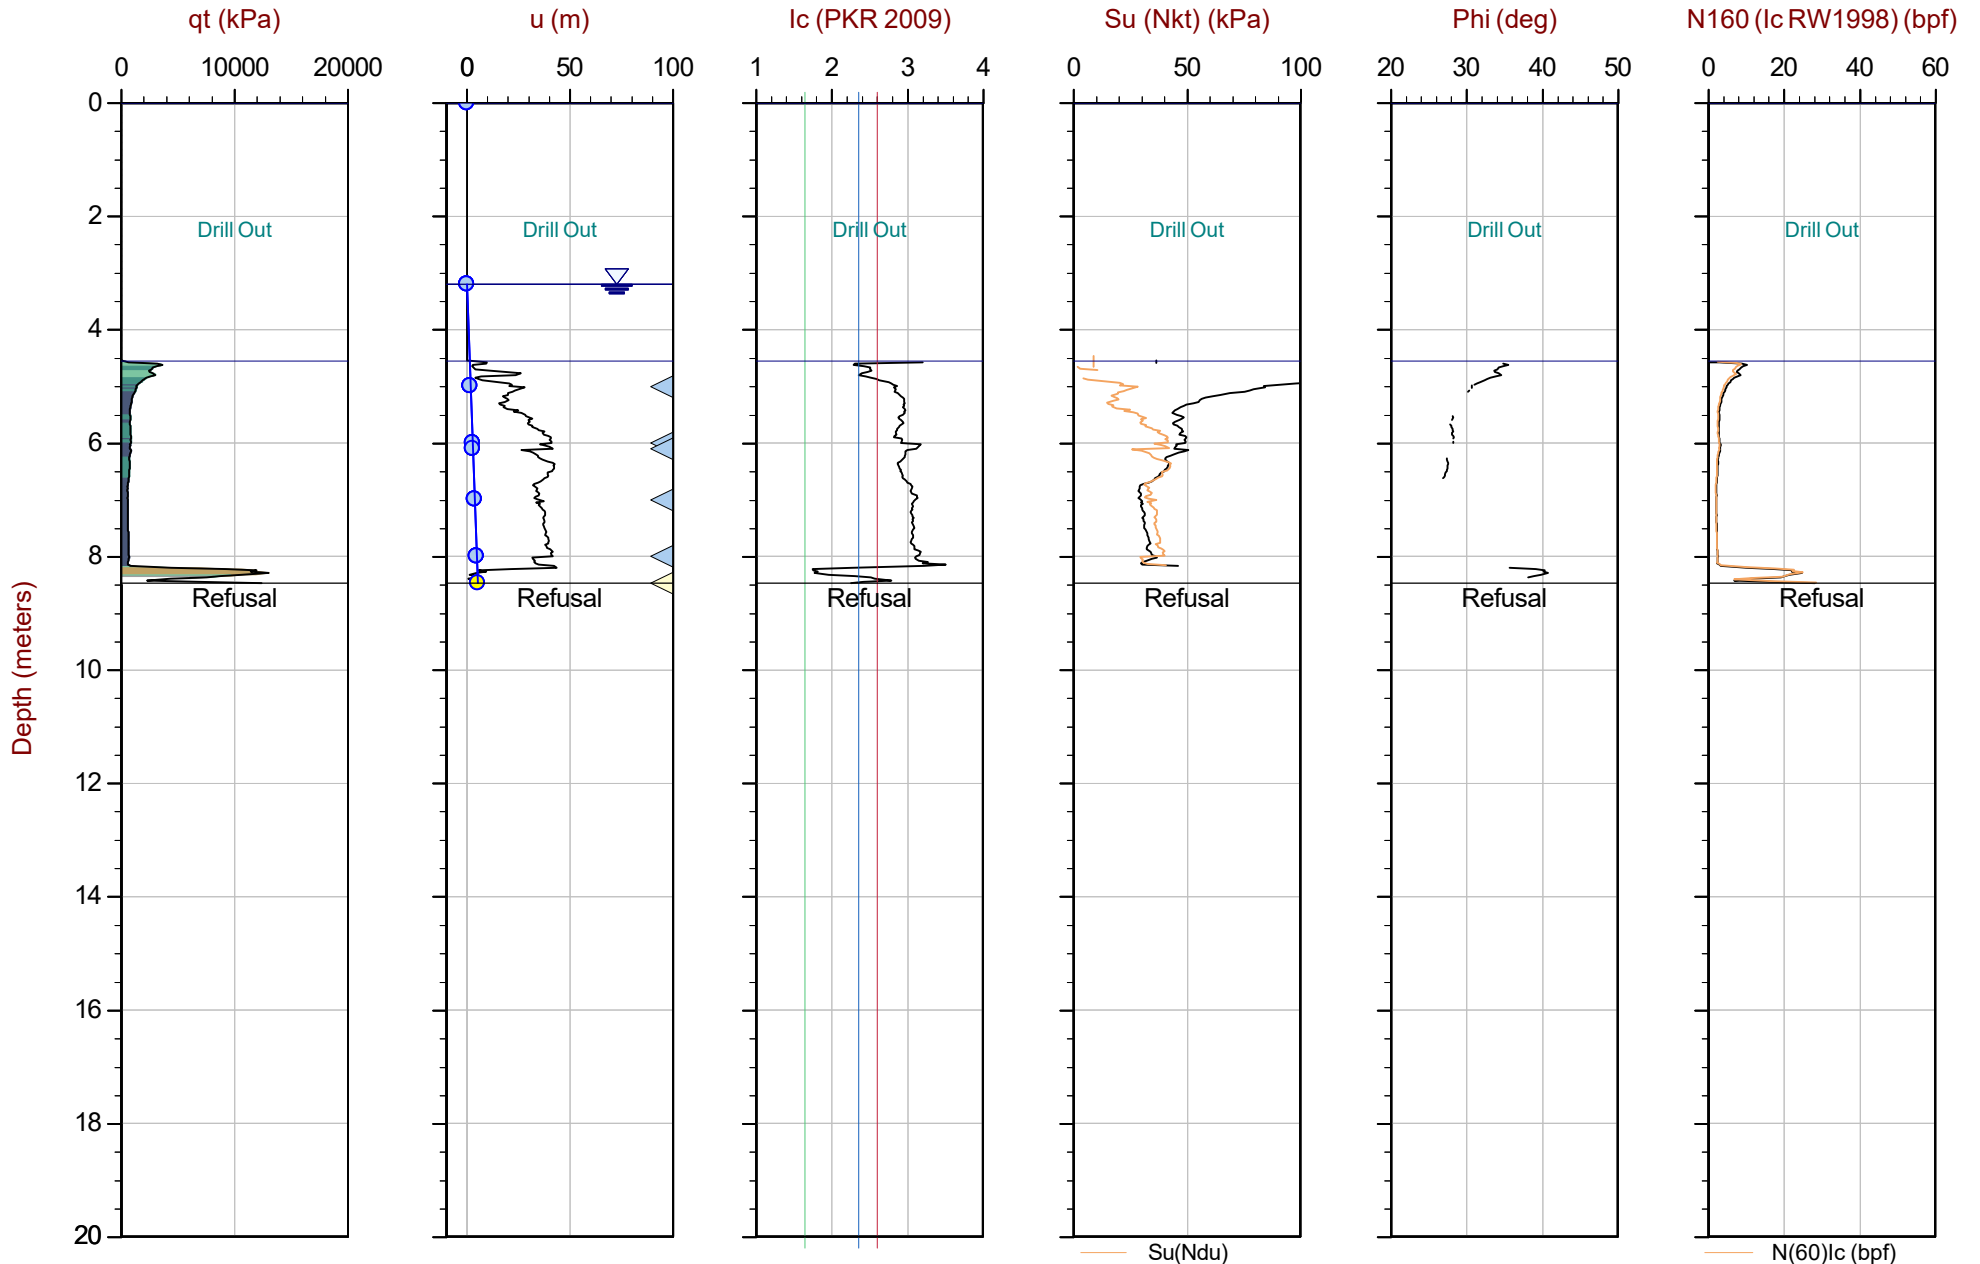 qt (kPa) u (m) Ic (PKR 2009) Su (Nkt) (kPa) Phi (deg) N160 (Ic RW1998) (bpf)
0 10000 20000 0 50 100 1 2 3 4 0 50 100 20 30 40 50 0 20 40 60
0
2
Drill Out Drill Out Drill Out Drill Out Drill Out Drill Out
4
6
8
Refusal Refusal Refusal Refusal Refusal Refusal
Depth (meters)
10
12
14
16
18
20
Su(Ndu) N(60)Ic (bpf)